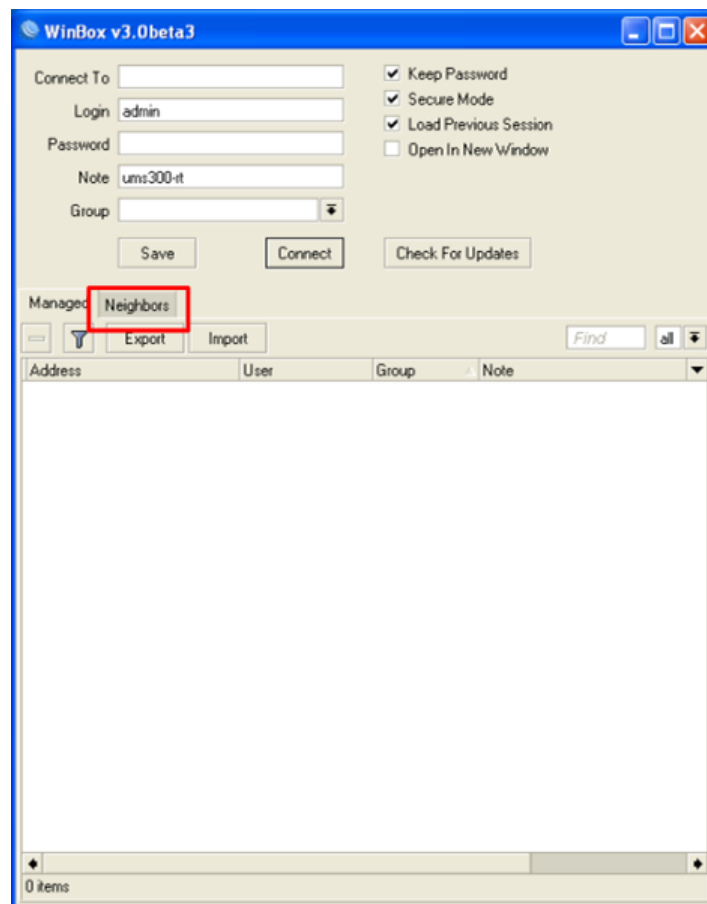 WinBox v3.0beta3
Connect To
Keep Password
Login admin
Secure Mode
Password
Load Previous Session
Open In New Window
Note ums300-rt
Group
Save Connect Check For Updates
Managed Neighbors
Export Import Find all
Address User Group Note
0 items